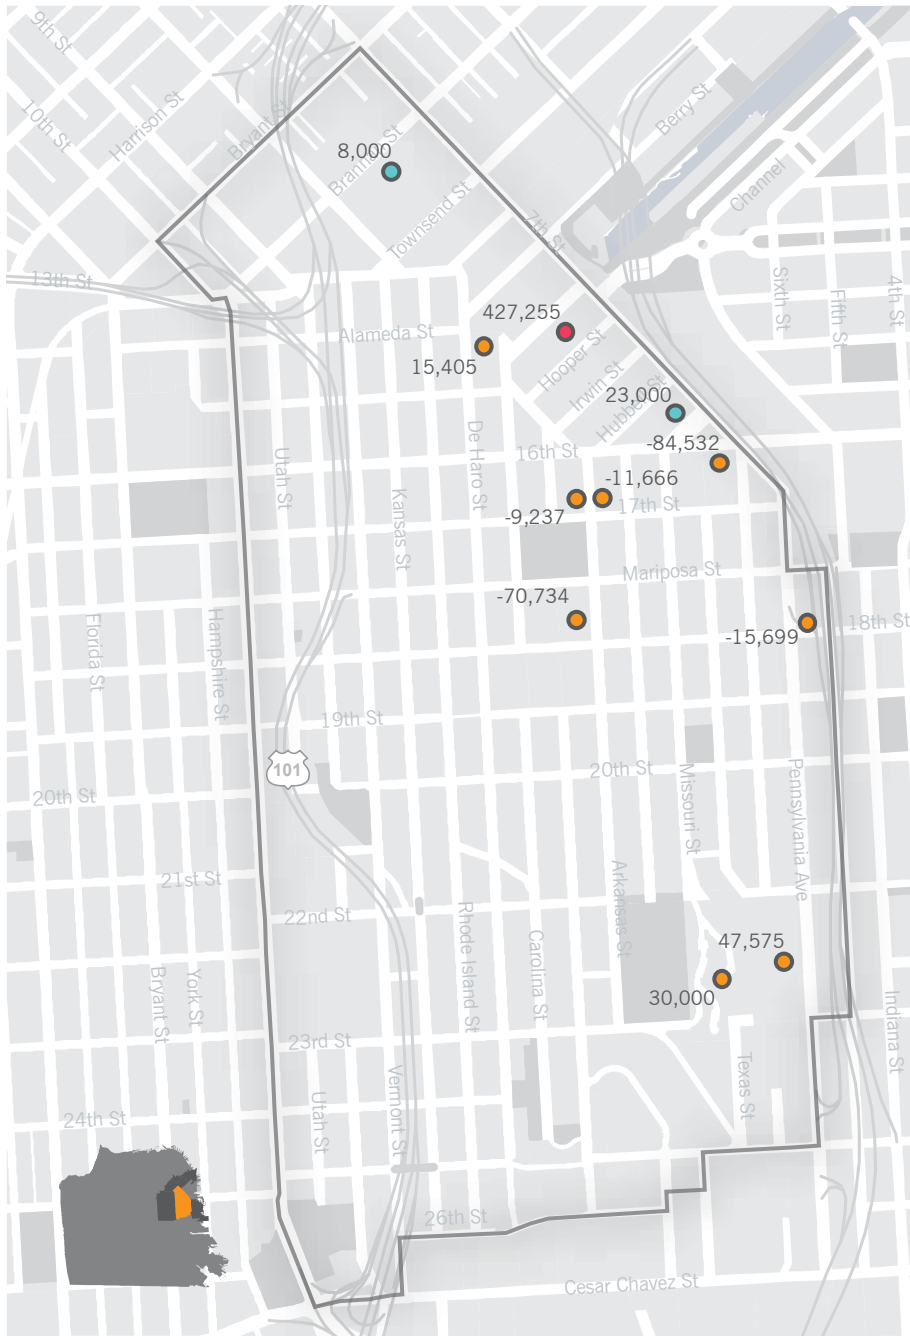 9th St
10th St
Harrison St
Bryant St
Berry St
8,000
Brannan St
Channel
Townsend St
7th St
13th St
Sixth St
Fifth St
4th St
427,255
Alameda St
15,405
Hooper St
Irwin St
23,000
Hubbell St
-84,532
Utah St
De Haro St
16th St
-11,666
Kansas St
-9,237
17th St
Mariposa St
-70,734
Florida St
Hampshire St
-15,699
18th St
19th St
101
20th St
20th St
Missouri St
Pennsylvania Ave
21st St
22nd St
Arkansas St
Rhode Island St
Carolina St
47,575
30,000
Bryant St
York St
Indiana St
23rd St
Texas St
Utah St
Vermont St
24th St
26th St
Cesar Chavez St